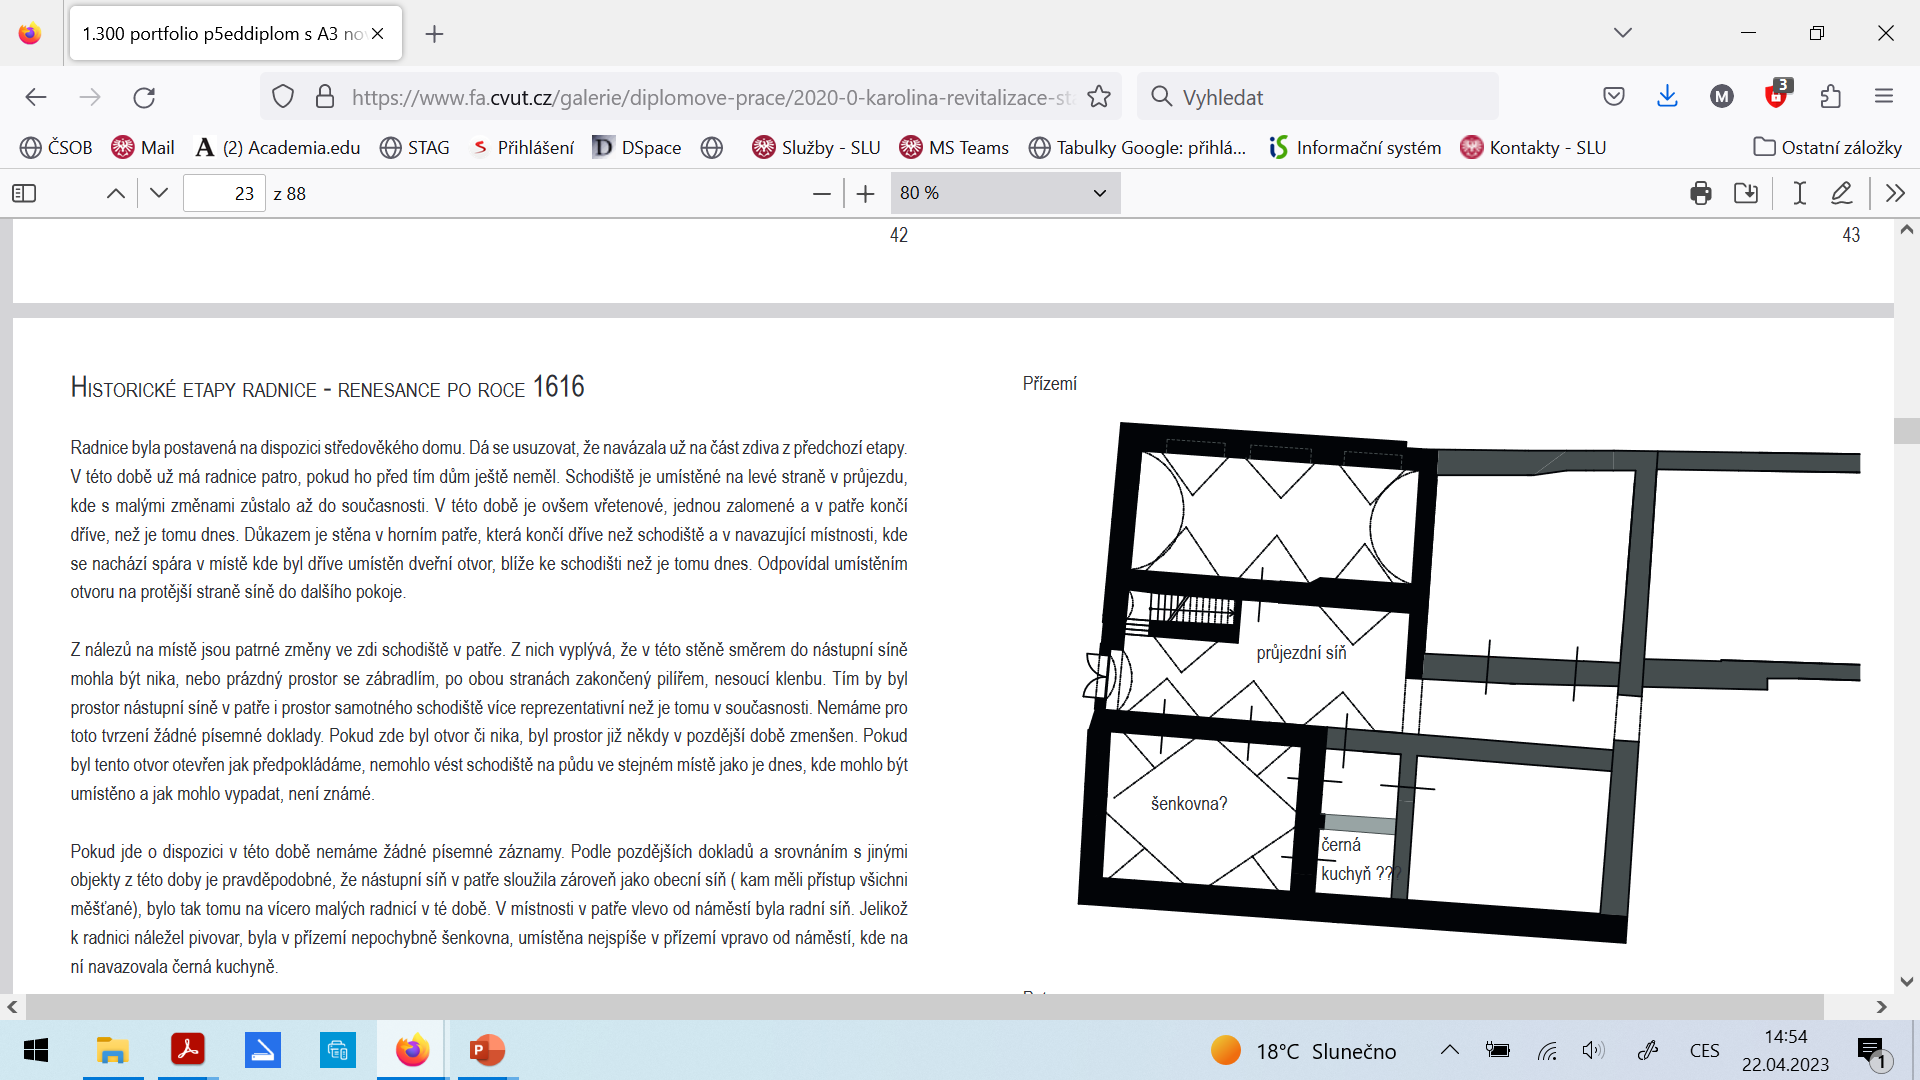 1.300 portfolio p5eddiplom s A3 no
https://www.fa.cvut.cz/galerie/diplomove-prace/2020-0-karolina-revitalizace-st
Vyhledat
M
3
ČSOB
Mail
(2) Academia.edu
STAG
Přihlášení
DSpace
Služby - SLU
MS Teams
Tabulky Google: přihlá...
Informační systém
Kontakty - SLU
Ostatní záložky
23 z 88
80 %
42
43
Historické etapy radnice - renesance po roce 1616
Radnice byla postavená na dispozici středověkého domu. Dá se usuzovat, že navázala už na část zdiva z předchozí etapy.
V této době už má radnice patro, pokud ho před tím dům ještě neměl. Schodiště je umístěné na levé straně v průjezdu,
kde s malými změnami zůstalo až do současnosti. V této době je ovšem vřetenové, jednou zalomené a v patře končí
dříve, než je tomu dnes. Důkazem je stěna v horním patře, která končí dříve než schodiště a v navazující místnosti, kde
se nachází spára v místě kde byl dříve umístěn dveřní otvor, blíže ke schodišti než je tomu dnes. Odpovídal umístěním
otvoru na protější straně síně do dalšího pokoje.
Z nálezů na místě jsou patrné změny ve zdi schodiště v patře. Z nich vyplývá, že v této stěně směrem do nástupní síně
mohla být nika, nebo prázdný prostor se zábradlím, po obou stranách zakončený pilířem, nesoucí klenbu. Tím by byl
prostor nástupní síně v patře i prostor samotného schodiště více reprezentativní než je tomu v současnosti. Nemáme pro
toto tvrzení žádné písemné doklady. Pokud zde byl otvor či nika, byl prostor již někdy v pozdější době zmenšen. Pokud
byl tento otvor otevřen jak předpokládáme, nemohlo vést schodiště na půdu ve stejném místě jako je dnes, kde mohlo být
umístěno a jak mohlo vypadat, není známé.
Pokud jde o dispozici v této době nemáme žádné písemné záznamy. Podle pozdějších dokladů a srovnáním s jinými
objekty z této doby je pravděpodobné, že nástupní síň v patře sloužila zároveň jako obecní síň ( kam měli přístup všichni
měšťané), bylo tak tomu na vícero malých radnicí v té době. V místnosti v patře vlevo od náměstí byla radní síň. Jelikož
k radnici náležel pivovar, byla v přízemí nepochybně šenkovna, umístěna nejspíše v přízemí vpravo od náměstí, kde na
ní navazovala černá kuchyně.
Přízemí
průjezdní síň
šenkovna?
černá
kuchyň ???
18°C Slunečno
CES
14:54
22.04.2023
1